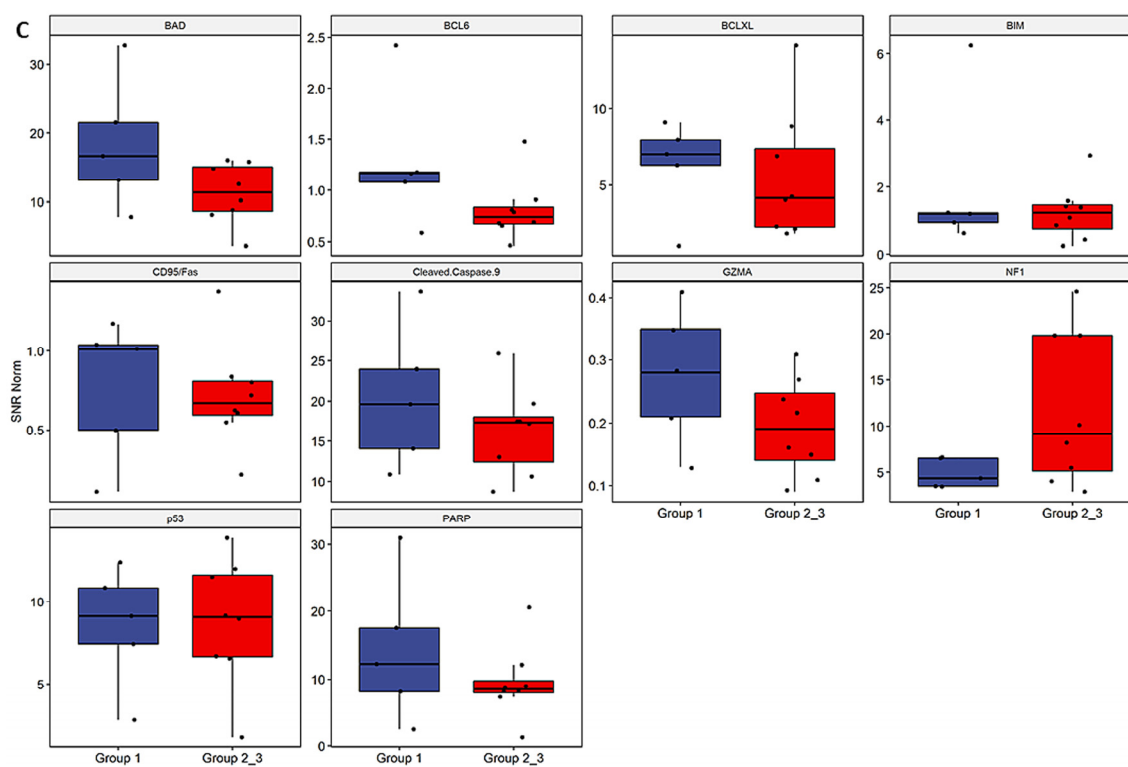 C
BAD
BCL6
BCLXL
BIM
30
20
10
2.5
2.0
1.5
1.0
0.5
10
5
6
4
2
0
CD95/Fas
Cleaved.Caspase.9
GZMA
NF1
SNR Norm
1.0
0.5
30
25
20
15
10
0.4
0.3
0.2
0.1
25
20
15
10
5
Group 1
Group 2_3
Group 1
Group 2_3
p53
PARP
10
5
30
20
10
0
Group 1
Group 2_3
Group 1
Group 2_3